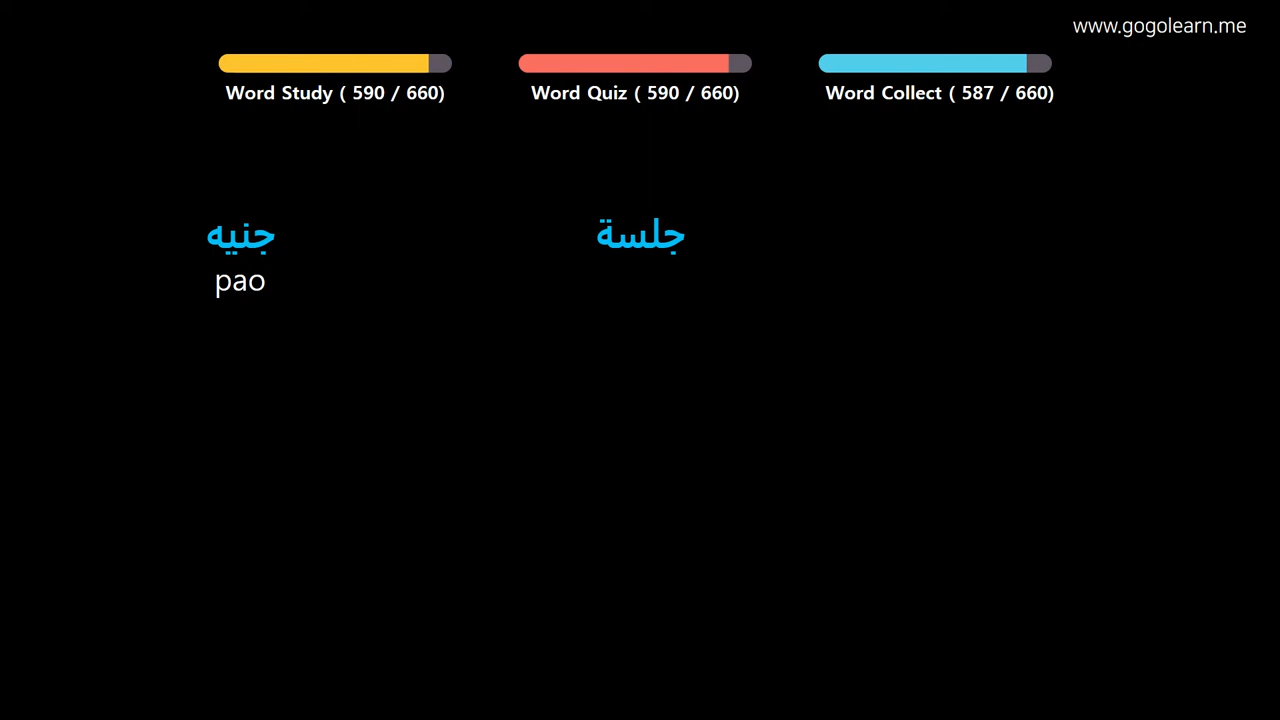 www.gogolearn.me
Word Study ( 590 / 660)
Word Quiz ( 590 / 660)
Word Collect ( 587 / 660)
جنيه
pao
جلسة